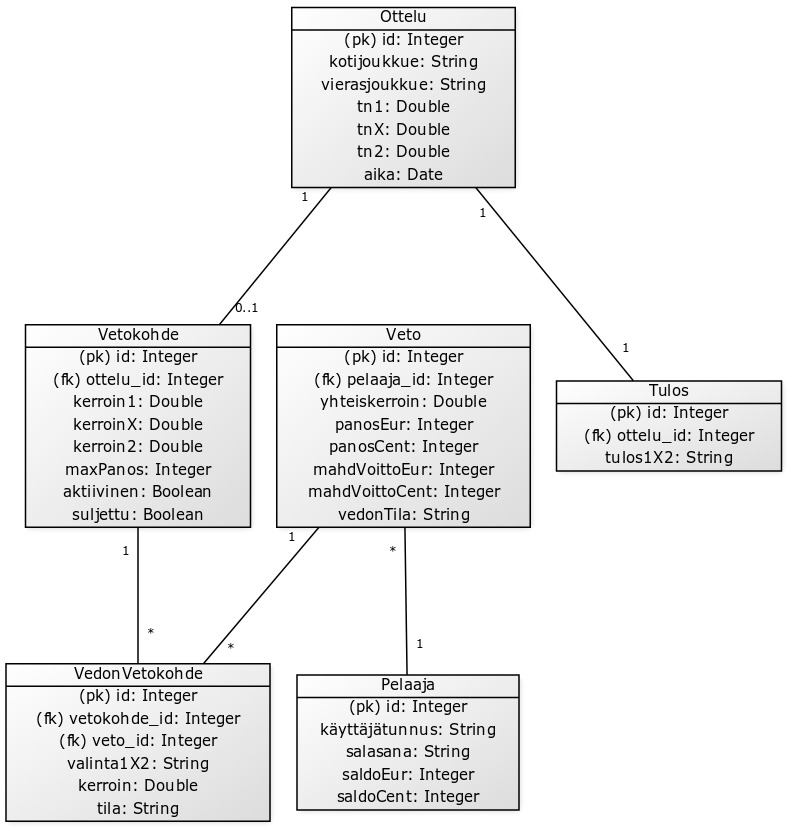 Ottelu
(pk) id: Integer
kotijoukkue: String
vierasjoukkue: String
tn1: Double
tnX: Double
tn2: Double
aika: Date
1
1
0..1
1
Vetokohde
(pk) id: Integer
(fk) ottelu_id: Integer
kerroin1: Double
kerroinX: Double
kerroin2: Double
maxPanos: Integer
aktiivinen: Boolean
suljettu: Boolean
Veto
(pk) id: Integer
(fk) pelaaja_id: Integer
yhteiskerroin: Double
panosEur: Integer
panosCent: Integer
mahdVoittoEur: Integer
mahdVoittoCent: Integer
vedonTila: String
Tulos
(pk) id: Integer
(fk) ottelu_id: Integer
tulos1X2: String
1
1
*
*
*
1
VedonVetokohde
(pk) id: Integer
(fk) vetokohde_id: Integer
(fk) veto_id: Integer
valinta1X2: String
kerroin: Double
tila: String
Pelaaja
(pk) id: Integer
käyttäjätunnus: String
salasana: String
saldoEur: Integer
saldoCent: Integer